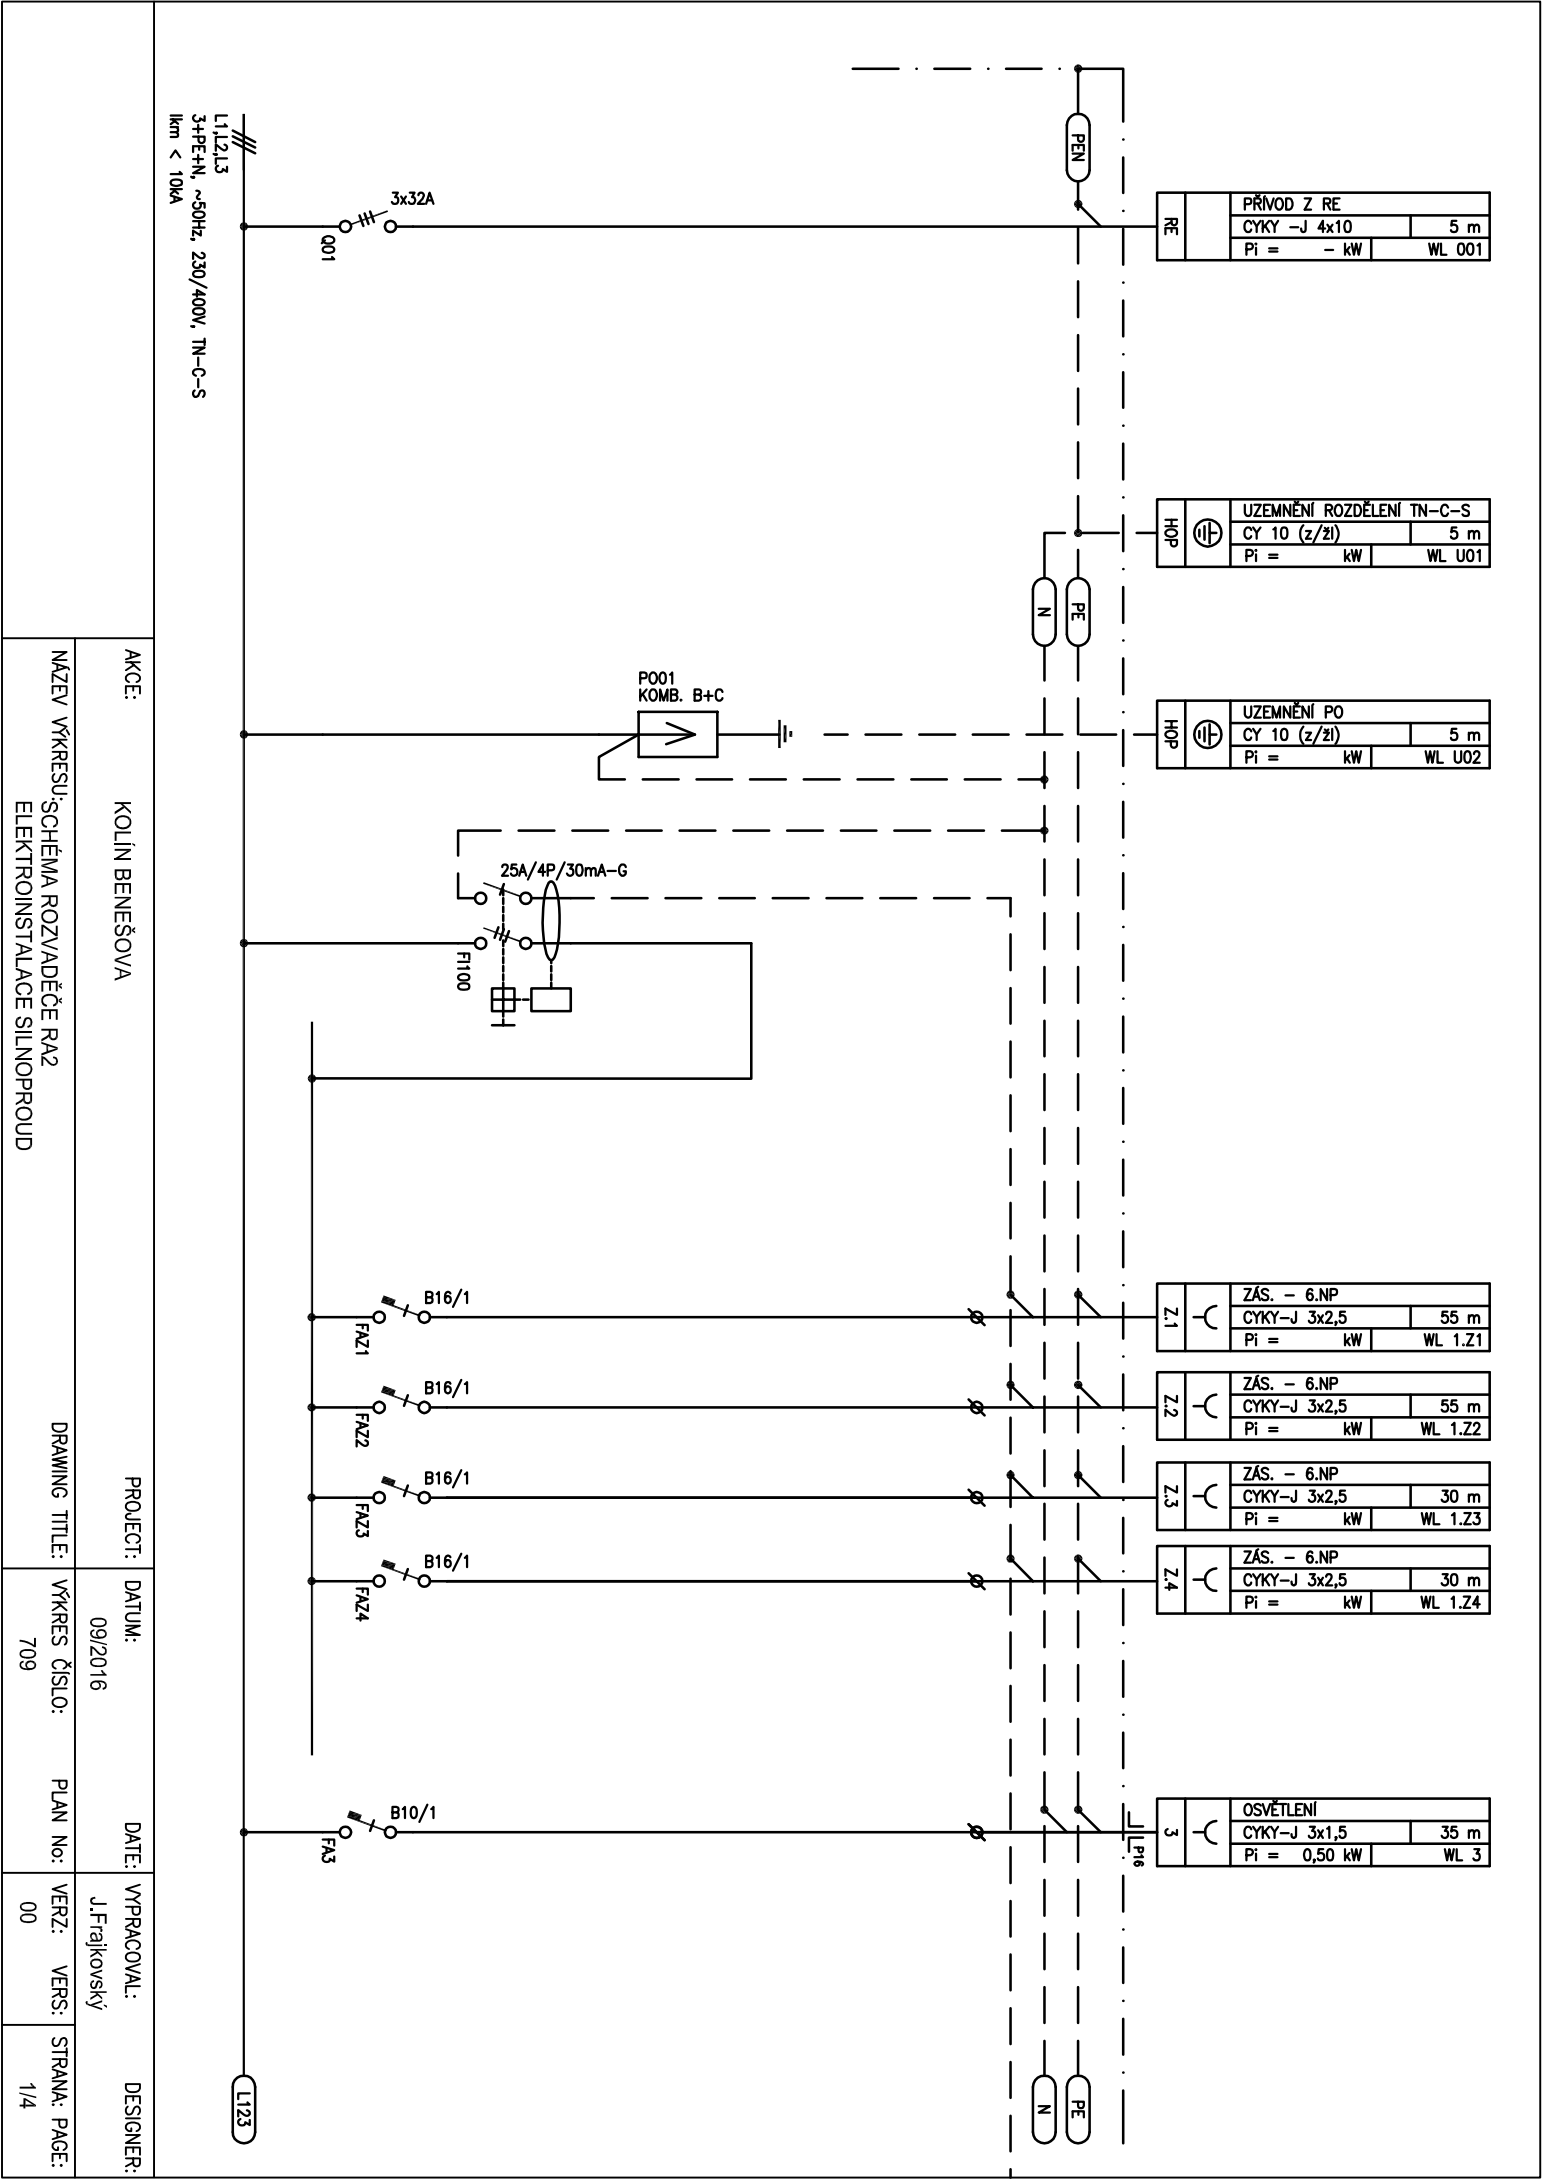 PŘÍVOD Z RE
CYKY -J 4x10 5 m
Pi = - kW WL 001
RE
UZEMNĚNÍ ROZDĚLENÍ TN-C-S
CY 10 (z/žl) 5 m
Pi = kW WL U01
HOP
UZEMNĚNÍ PO
CY 10 (z/žl) 5 m
Pi = kW WL U02
HOP
ZÁS. - 6.NP
CYKY-J 3x2,5 55 m
Pi = kW WL 1.Z1
Z.1
ZÁS. - 6.NP
CYKY-J 3x2,5 55 m
Pi = kW WL 1.Z2
Z.2
ZÁS. - 6.NP
CYKY-J 3x2,5 30 m
Pi = kW WL 1.Z3
Z.3
ZÁS. - 6.NP
CYKY-J 3x2,5 30 m
Pi = kW WL 1.Z4
Z.4
OSVĚTLENÍ
CYKY-J 3x1,5 35 m
Pi = 0,50 kW WL 3
3
P16
PEN
PE
N
PE
N
3x32A
Q01
PO01
KOMB. B+C
25A/4P/30mA-G
FI100
B16/1
FAZ1
B16/1
FAZ2
B16/1
FAZ3
B16/1
FAZ4
B10/1
FA3
L123
L1,L2,L3
3+PE+N, ~50Hz, 230/400V, TN-C-S
Ikm < 10kA
AKCE: PROJECT:
KOLÍN BENEŠOVA
NÁZEV VÝKRESU: DRAWING TITLE:
SCHÉMA ROZVADĚČE RA2
ELEKTROINSTALACE SILNOPROUD
DATUM: DATE:
09/2016
VÝKRES ČÍSLO: PLAN No:
709
VYPRACOVAL: DESIGNER:
J.Frajkovský
VERZ: VERS:
00
STRANA: PAGE:
1/4